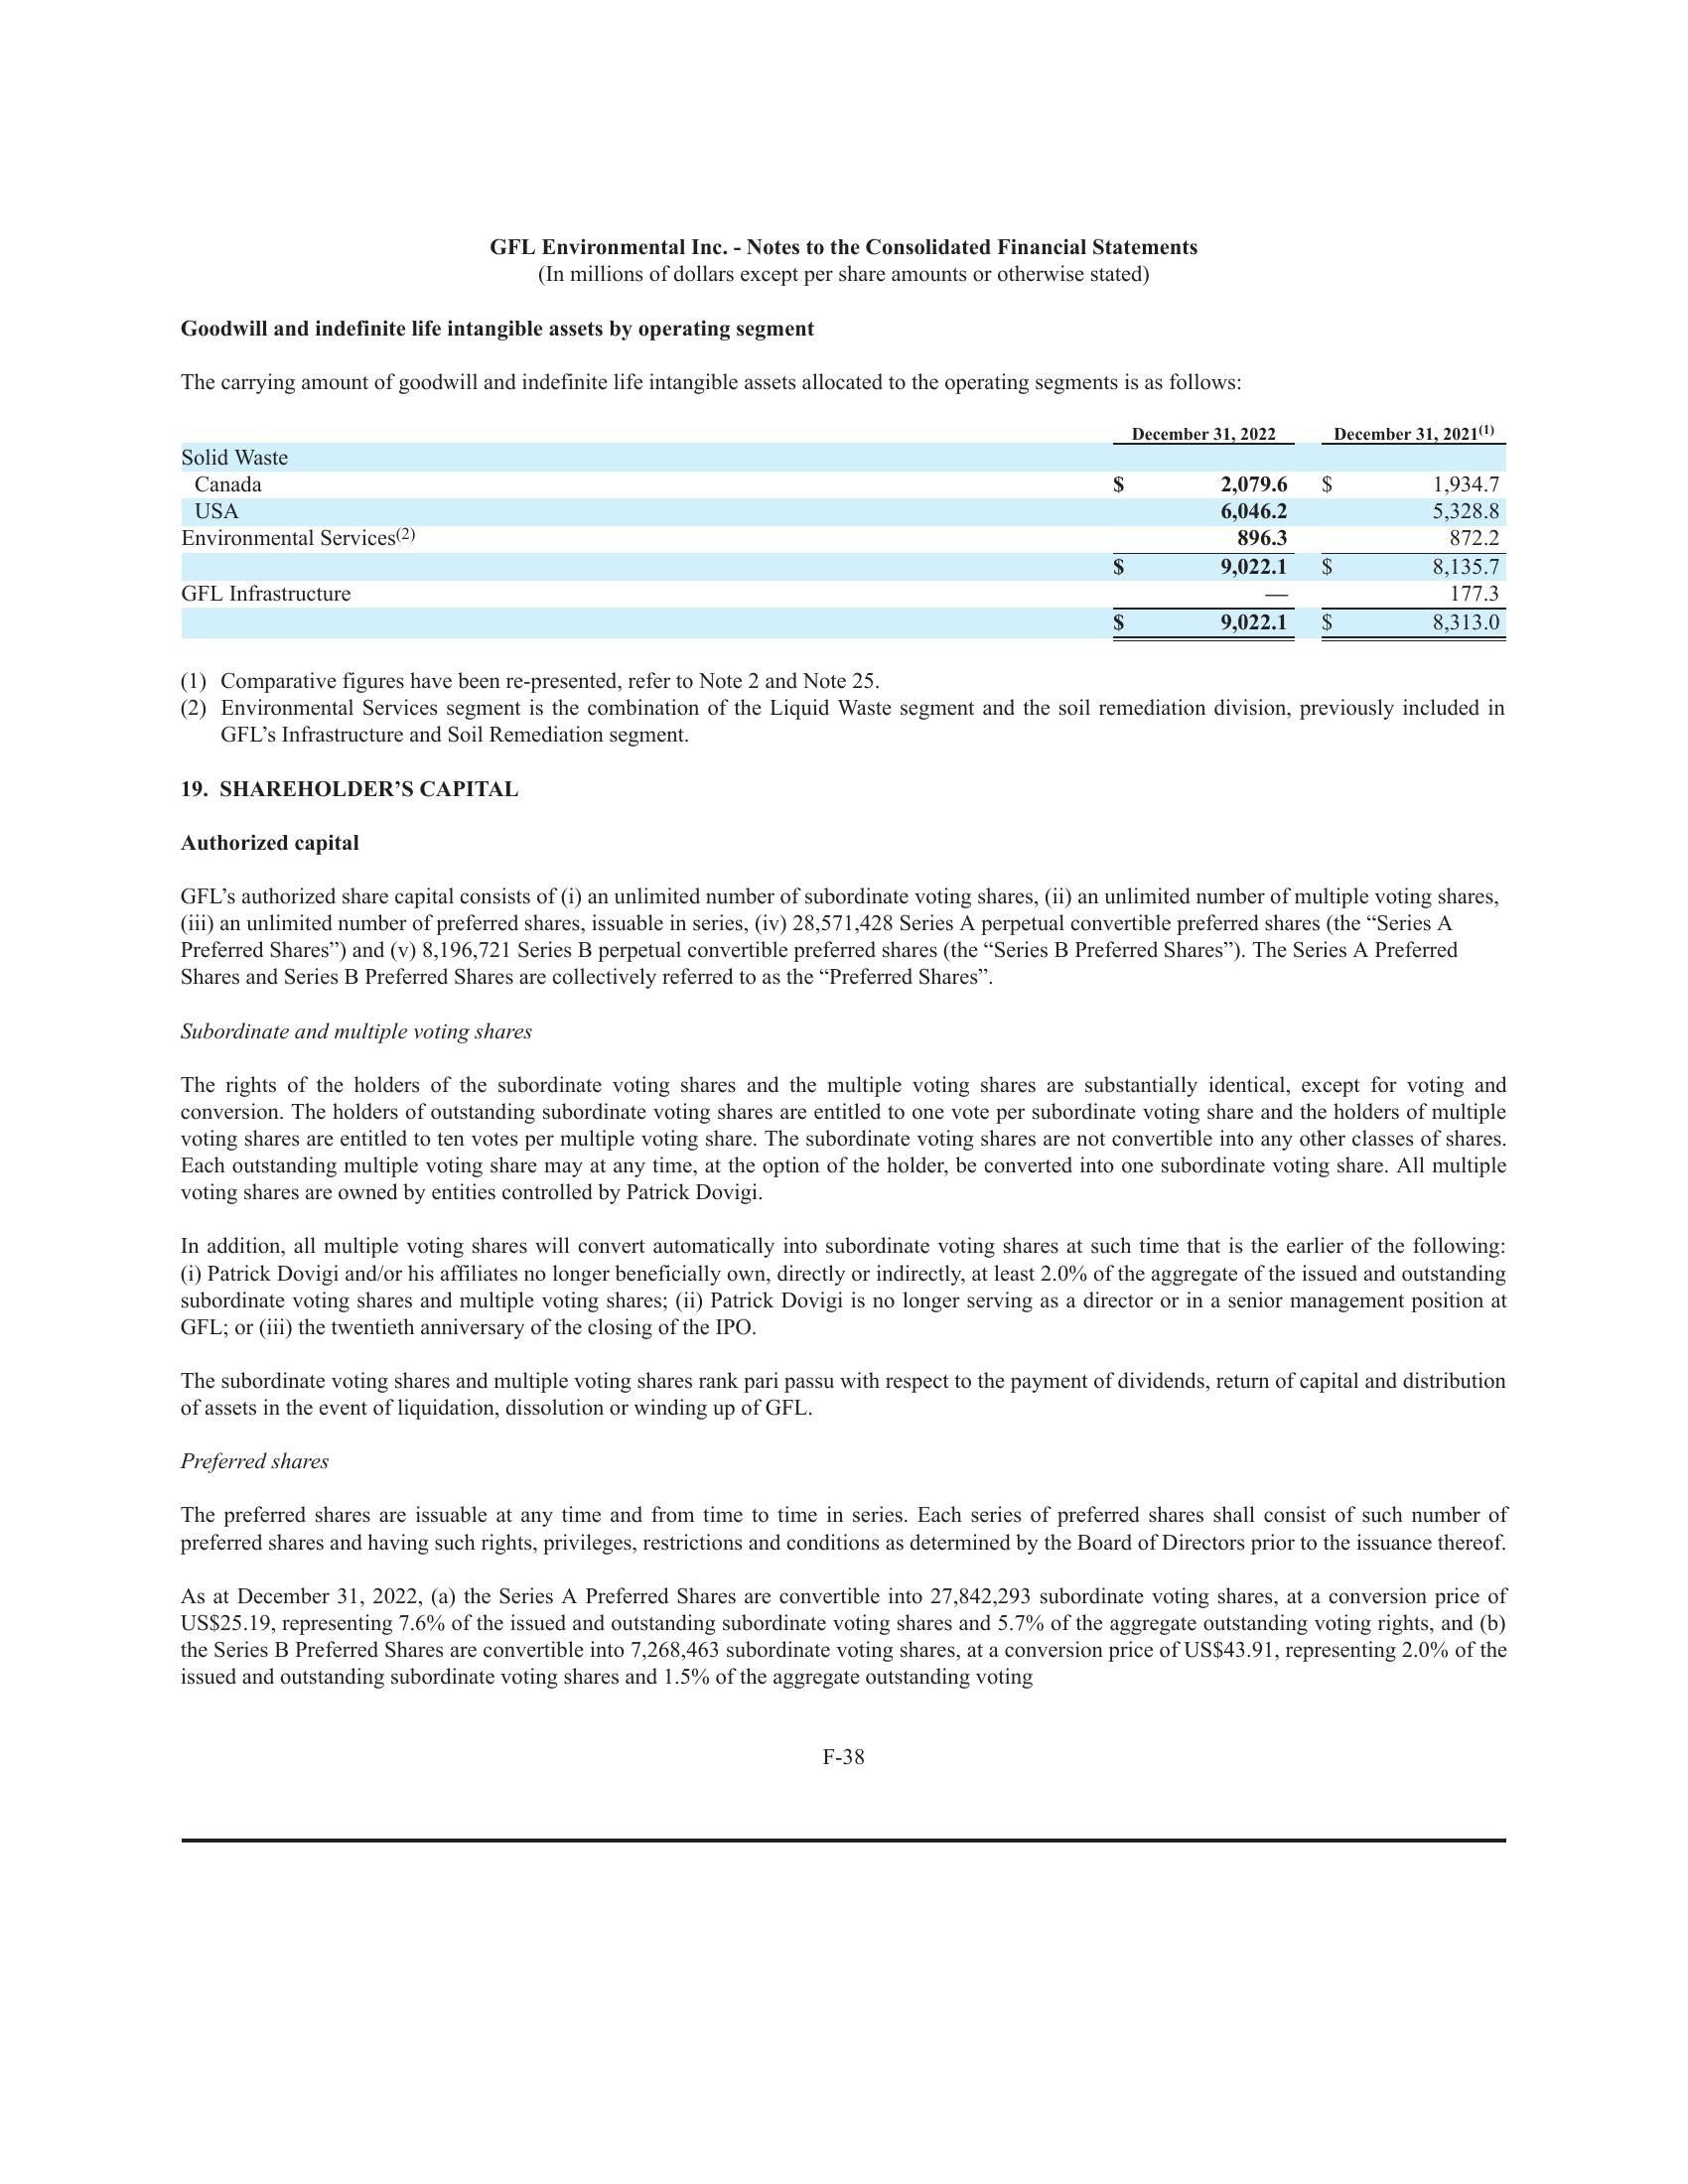 GFL Environmental Inc. - Notes to the Consolidated Financial Statements
(In millions of dollars except per share amounts or otherwise stated)
Goodwill and indefinite life intangible assets by operating segment
The carrying amount of goodwill and indefinite life intangible assets allocated to the operating segments is as follows:
December 31, 2022 December 31, 2021(1)
Solid Waste
Canada $ 2,079.6 $ 1,934.7
USA 6,046.2 5,328.8
Environmental Services(2) 896.3 872.2
$ 9,022.1 $ 8,135.7
GFL Infrastructure — 177.3
$ 9,022.1 $ 8,313.0
(1) Comparative figures have been re-presented, refer to Note 2 and Note 25.
(2) Environmental Services segment is the combination of the Liquid Waste segment and the soil remediation division, previously included in
GFL’s Infrastructure and Soil Remediation segment.
19. SHAREHOLDER’S CAPITAL
Authorized capital
GFL’s authorized share capital consists of (i) an unlimited number of subordinate voting shares, (ii) an unlimited number of multiple voting shares,
(iii) an unlimited number of preferred shares, issuable in series, (iv) 28,571,428 Series A perpetual convertible preferred shares (the “Series A
Preferred Shares”) and (v) 8,196,721 Series B perpetual convertible preferred shares (the “Series B Preferred Shares”). The Series A Preferred
Shares and Series B Preferred Shares are collectively referred to as the “Preferred Shares”.
Subordinate and multiple voting shares
The rights of the holders of the subordinate voting shares and the multiple voting shares are substantially identical, except for voting and
conversion. The holders of outstanding subordinate voting shares are entitled to one vote per subordinate voting share and the holders of multiple
voting shares are entitled to ten votes per multiple voting share. The subordinate voting shares are not convertible into any other classes of shares.
Each outstanding multiple voting share may at any time, at the option of the holder, be converted into one subordinate voting share. All multiple
voting shares are owned by entities controlled by Patrick Dovigi.
In addition, all multiple voting shares will convert automatically into subordinate voting shares at such time that is the earlier of the following:
(i) Patrick Dovigi and/or his affiliates no longer beneficially own, directly or indirectly, at least 2.0% of the aggregate of the issued and outstanding
subordinate voting shares and multiple voting shares; (ii) Patrick Dovigi is no longer serving as a director or in a senior management position at
GFL; or (iii) the twentieth anniversary of the closing of the IPO.
The subordinate voting shares and multiple voting shares rank pari passu with respect to the payment of dividends, return of capital and distribution
of assets in the event of liquidation, dissolution or winding up of GFL.
Preferred shares
The preferred shares are issuable at any time and from time to time in series. Each series of preferred shares shall consist of such number of
preferred shares and having such rights, privileges, restrictions and conditions as determined by the Board of Directors prior to the issuance thereof.
As at December 31, 2022, (a) the Series A Preferred Shares are convertible into 27,842,293 subordinate voting shares, at a conversion price of
US$25.19, representing 7.6% of the issued and outstanding subordinate voting shares and 5.7% of the aggregate outstanding voting rights, and (b)
the Series B Preferred Shares are convertible into 7,268,463 subordinate voting shares, at a conversion price of US$43.91, representing 2.0% of the
issued and outstanding subordinate voting shares and 1.5% of the aggregate outstanding voting
F-38